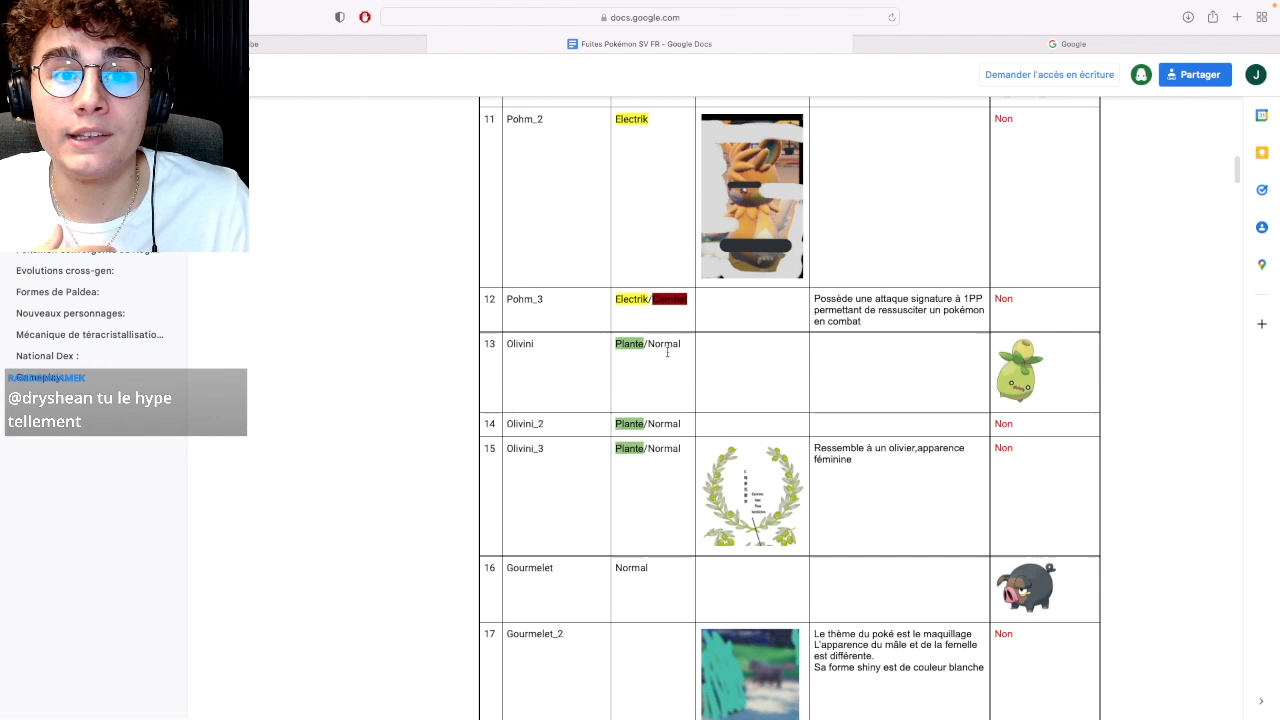 docs.google.com
be
Fuites Pokémon SV FR - Google Docs
Google
Demander l'accès en écriture
Partager
J
Evolutions cross-gen:
Formes de Paldea:
Nouveaux personnages:
Mécanique de téracristallisatio...
National Dex :
@dryshean tu le hype
tellement
11 Pohm_2 Electrik Non
12 Pohm_3 Electrik/Combat Possède une attaque signature à 1PP Non
permettant de ressusciter un pokémon
en combat
13 Olivini Plante/Normal
14 Olivini_2 Plante/Normal Non
15 Olivini_3 Plante/Normal Ressemble à un olivier,apparence Non
féminine
16 Gourmelet Normal
17 Gourmelet_2 Le thème du poké est le maquillage Non
L'apparence du mâle et de la femelle
est différente.
Sa forme shiny est de couleur blanche